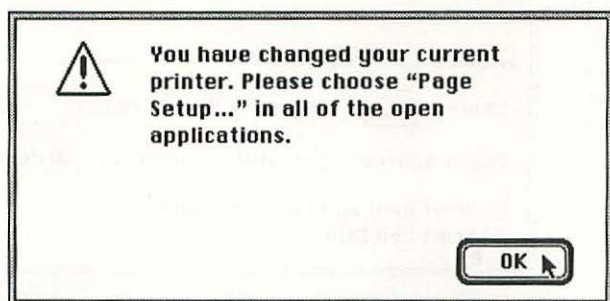 You have changed your current
printer. Please choose “Page
Setup...” in all of the open
applications.
OK